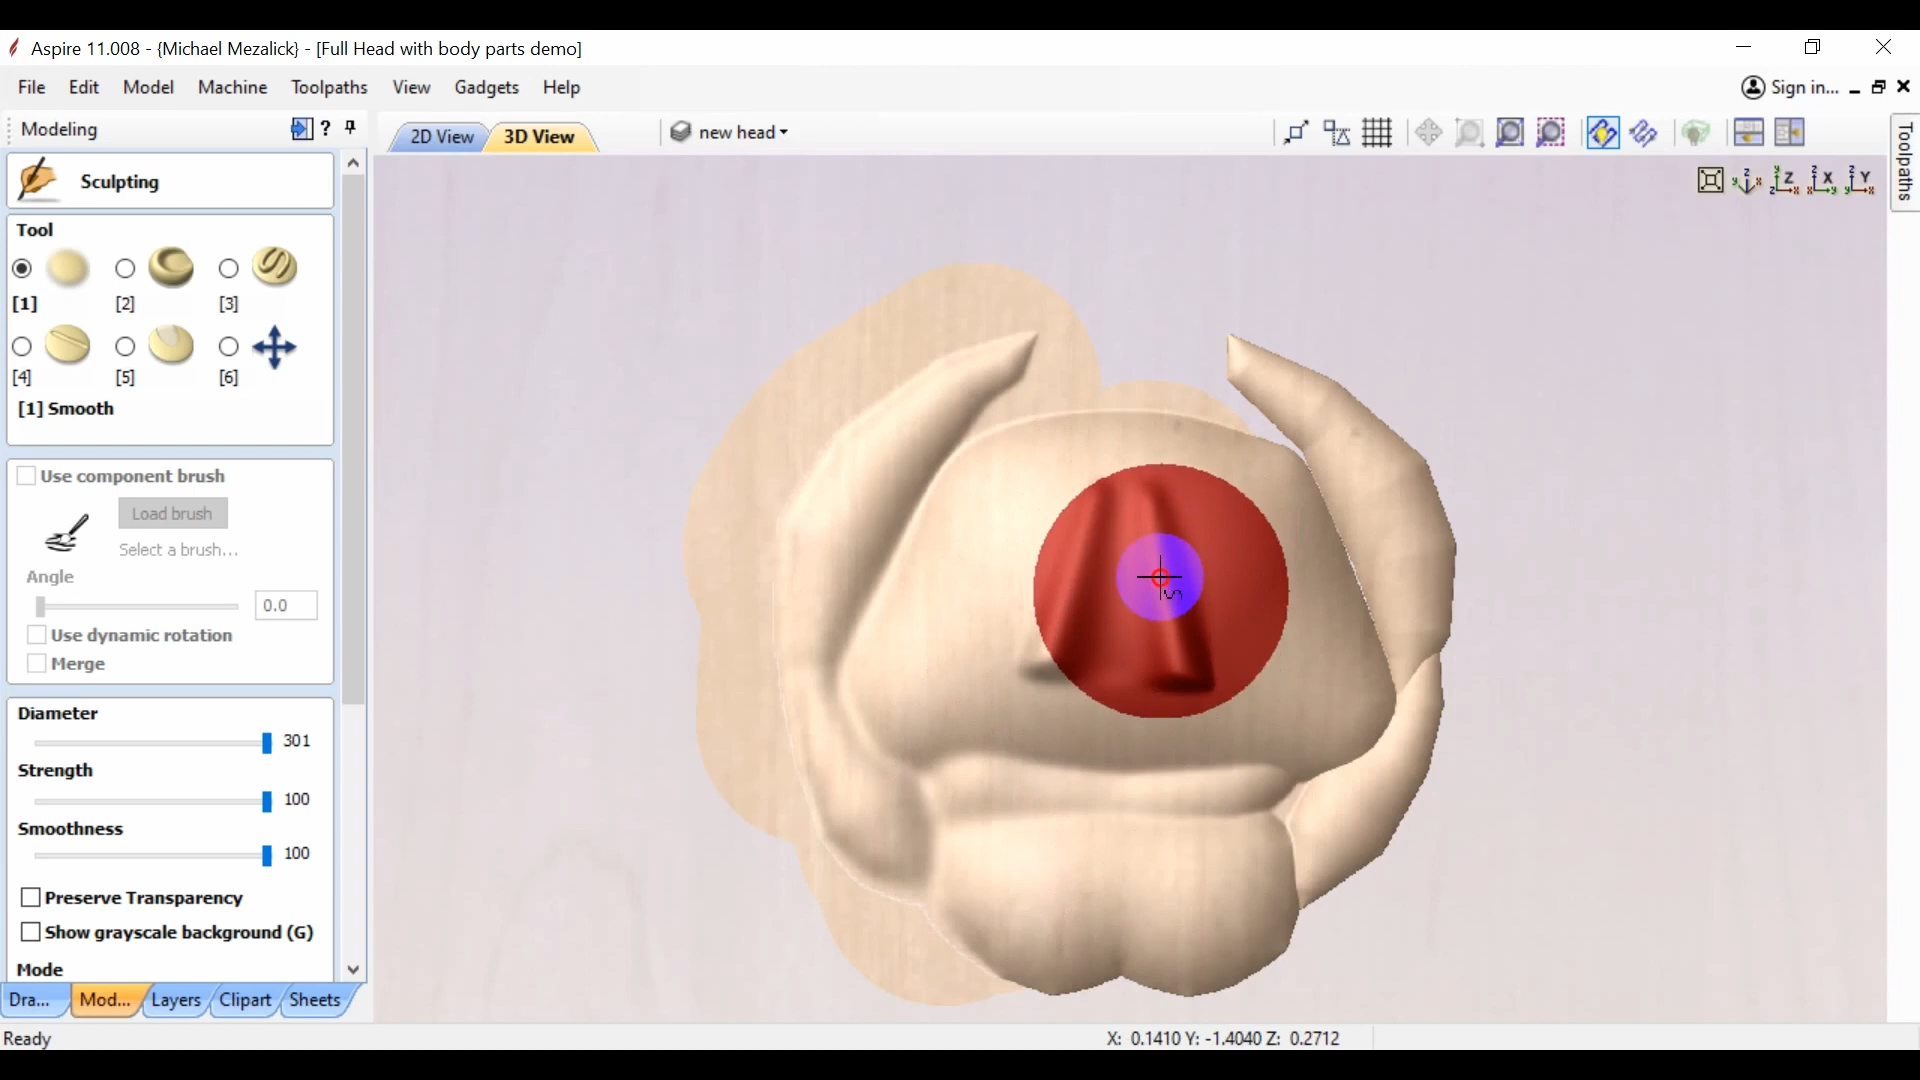 Aspire 11.008 - {Michael Mezalick} - [Full Head with body parts demo]
File Edit Model Machine Toolpaths View Gadgets Help
Sign in...
Modeling
?
2D View 3D View
new head
Toolpaths
Sculpting
Tool
[1] [2] [3]
[4] [5] [6]
[1] Smooth
Use component brush
Load brush
Select a brush...
Angle
0.0
Use dynamic rotation
Merge
Diameter
301
Strength
100
Smoothness
100
Preserve Transparency
Show grayscale background (G)
Mode
Dra... Mod... Layers Clipart Sheets
Ready
X: 0.1410 Y: -1.4040 Z: 0.2712